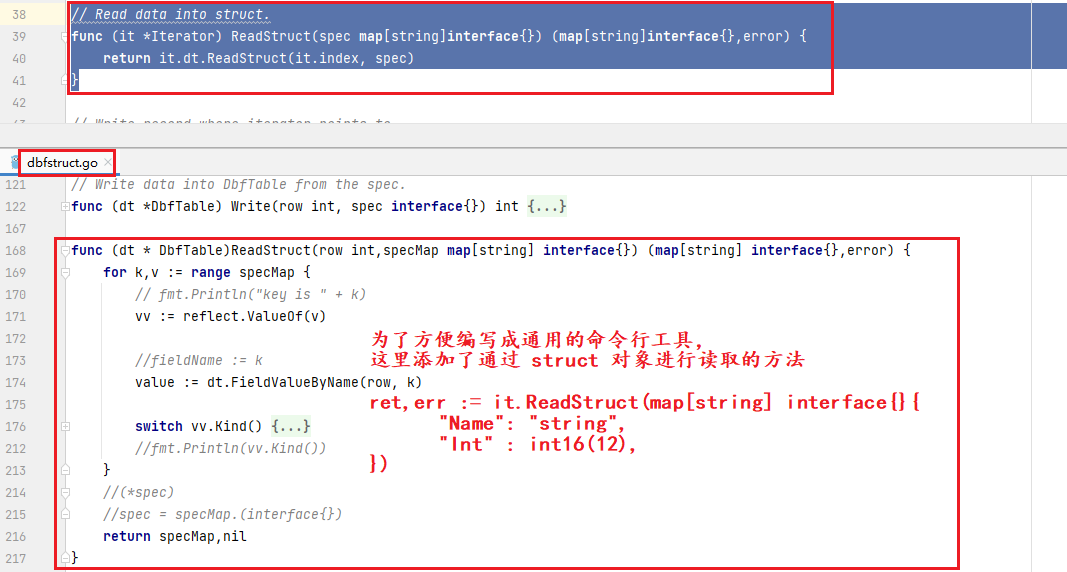 38 // Read data into struct.
39 func (it *Iterator) ReadStruct(spec map[string]interface{}) (map[string]interface{},error) {
40 return it.dt.ReadStruct(it.index, spec)
41 }
42
43 // Write record where iterator points to
dbfstruct.go
121 // Write data into DbfTable from the spec.
122 func (dt *DbfTable) Write(row int, spec interface{}) int {...}
167
168 func (dt * DbfTable)ReadStruct(row int,specMap map[string] interface{}) (map[string] interface{},error) {
169 for k,v := range specMap {
170 // fmt.Println("key is " + k)
171 vv := reflect.ValueOf(v)
172 为了方便编写成通用的命令行工具,
173 //fieldName := k 这里添加了通过 struct 对象进行读取的方法
174 value := dt.FieldValueByName(row, k)
175 ret,err := it.ReadStruct(map[string] interface{}{
176 switch vv.Kind() {...} "Name": "string",
212 //fmt.Println(vv.Kind()) "Int" : int16(12),
213 } })
214 //(*spec)
215 //spec = specMap.(interface{})
216 return specMap,nil
217 }